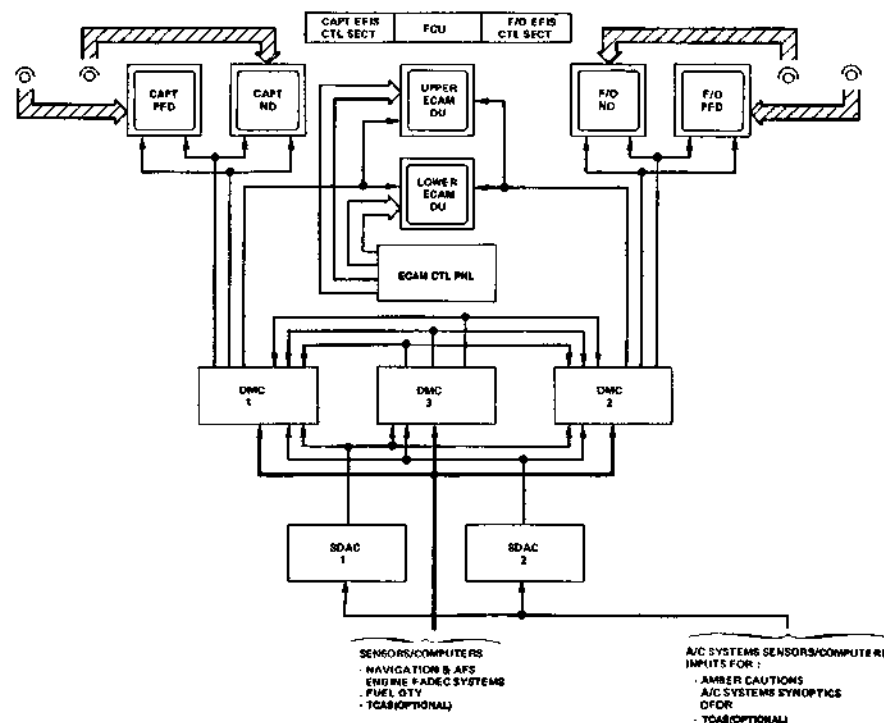 CAPT EFIS
CTL SECT
FCU
F/O EFIS
CTL SECT
CAPT
PFD
CAPT
ND
UPPER
ECAM
DU
F/O
ND
F/O
PFD
LOWER
ECAM
DU
ECAM CTL PNL
DMC
1
DMC
3
DMC
2
SDAC
1
SDAC
2
SENSORS/COMPUTERS
- NAVIGATION & AFS
ENGINE FADEC SYSTEMS
. FUEL QTY
- TCAS(OPTIONAL)
A/C SYSTEMS SENSORS/COMPUTERS
INPUTS FOR :
- AMBER CAUTIONS
A/C SYSTEMS SYNOPTICS
DFDR
- TCAS(OPTIONAL)